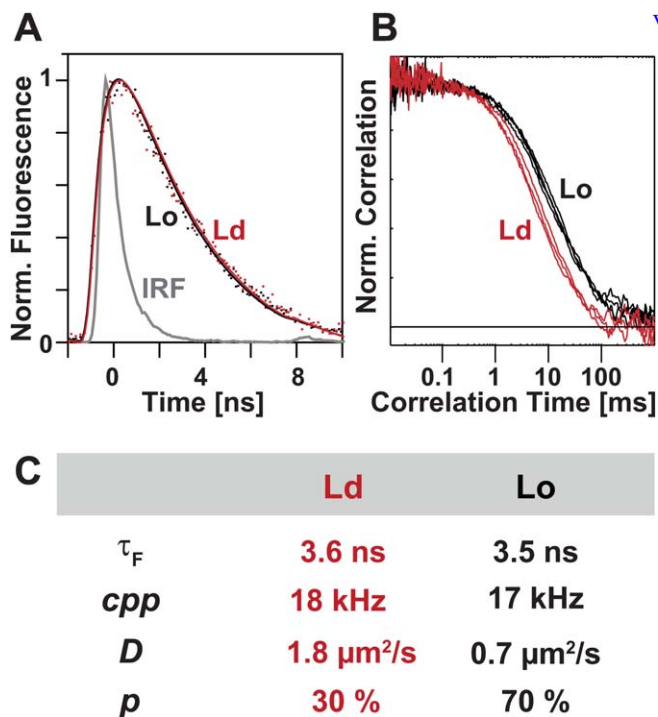 A
B
1
Norm. Fluorescence
Lo
Ld
IRF
0
0
4
8
Time [ns]
Norm. Correlation
Lo
Ld
0.1
1
10
100
Correlation Time [ms]
C
Ld Lo
τF 3.6 ns 3.5 ns
cpp 18 kHz 17 kHz
D 1.8 µm²/s 0.7 µm²/s
p 30 % 70 %